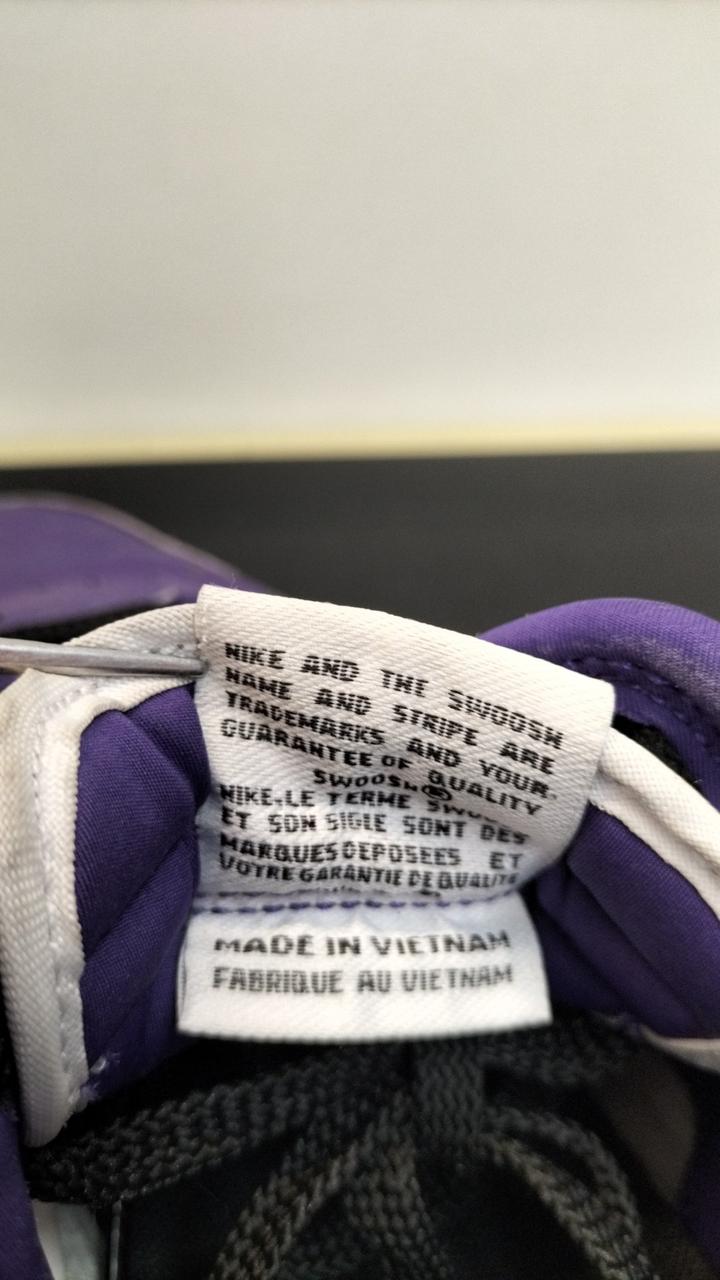 NIKE AND THE SWOOSH
NAME AND STRIPE ARE
TRADEMARKS AND YOUR
GUARANTEE OF QUALITY
SWOOSH®
NIKE, LE TERME
ET SON SIGLE SONT DES
MARQUES DEPOSEES ET
VOTRE GARANTIE DE QUALITE
MADE IN VIETNAM
FABRIQUE AU VIETNAM